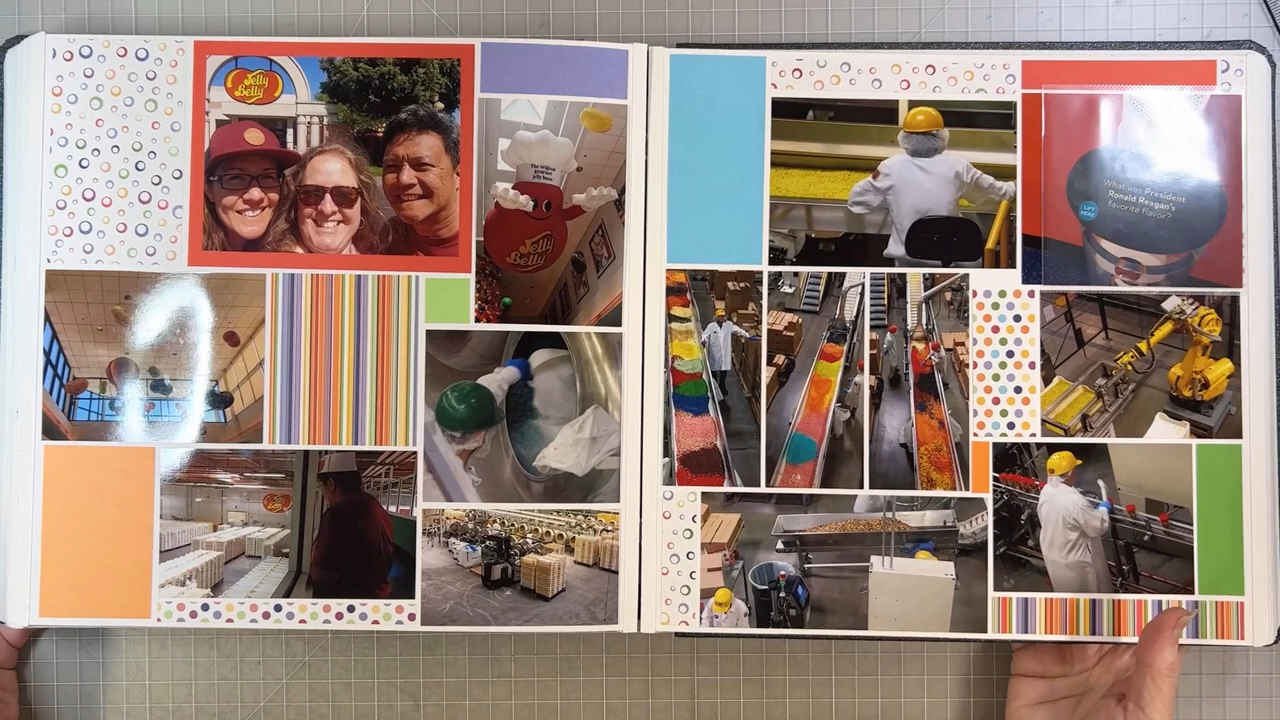 Jelly
Belly
The original
gourmet
jelly bean
Jelly
Belly
What was President
Ronald Reagan's
favorite flavor?
LIFT
HERE